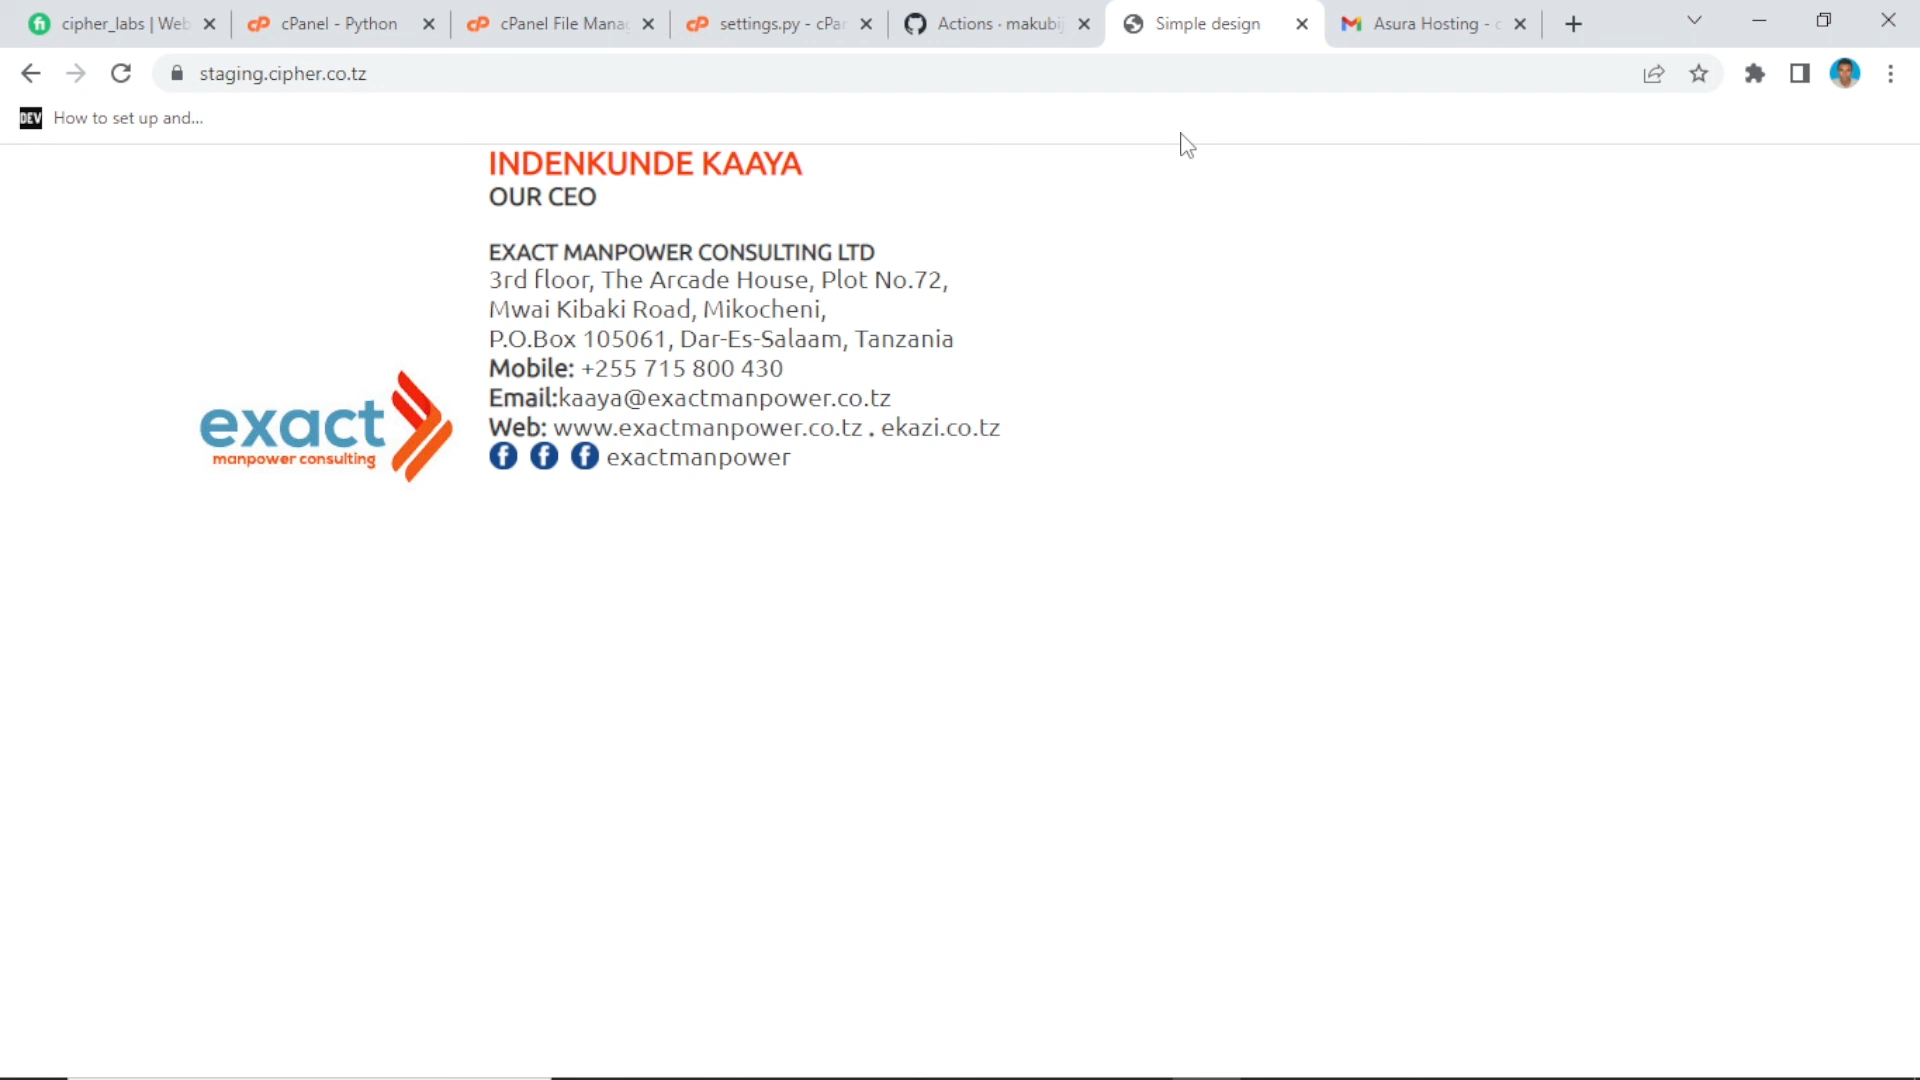 cipher_labs | Web
cPanel - Python
cPanel File Mana
settings.py - cPa
Actions · makubij
Simple design
Asura Hosting -
staging.cipher.co.tz
DEV How to set up and...
INDENKUNDE KAAYA
OUR CEO
EXACT MANPOWER CONSULTING LTD
3rd floor, The Arcade House, Plot No.72,
Mwai Kibaki Road, Mikocheni,
P.O.Box 105061, Dar-Es-Salaam, Tanzania
Mobile: +255 715 800 430
Email:kaaya@exactmanpower.co.tz
Web: www.exactmanpower.co.tz . ekazi.co.tz
exactmanpower
exact
manpower consulting